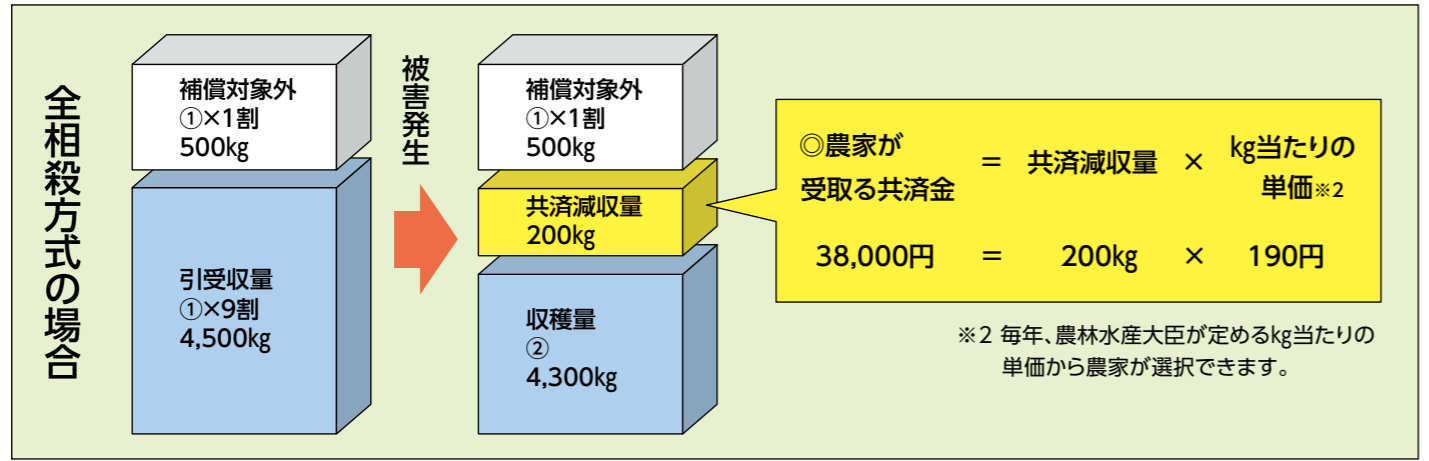 全相殺方式の場合
補償対象外
①×1割
500㎏
引受収量
①×9割
4,500㎏
被害発生
補償対象外
①×1割
500㎏
共済減収量
200㎏
収穫量
②
4,300㎏
◎農家が
受取る共済金
=
共済減収量
×
㎏当たりの
単価※2
38,000円 = 200㎏ × 190円
※2 毎年、農林水産大臣が定める㎏当たりの
単価から農家が選択できます。